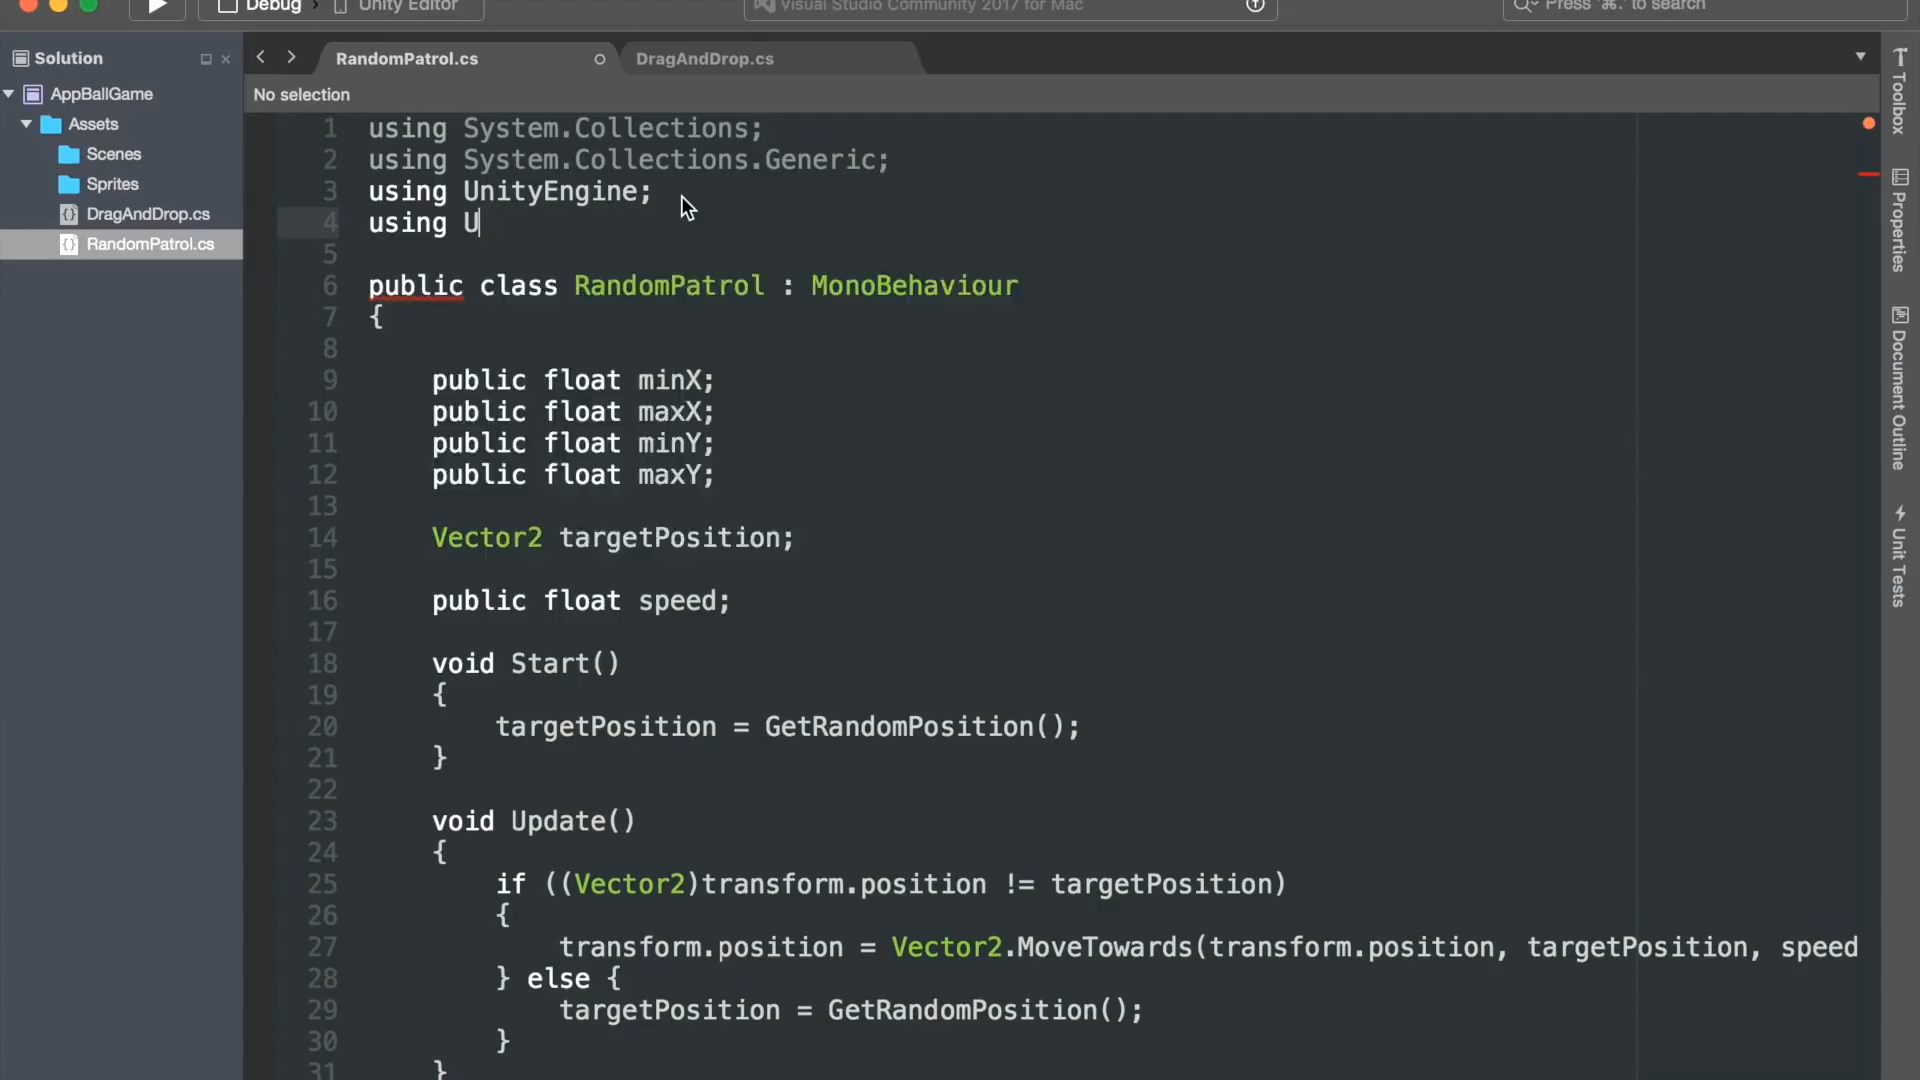 Debug › Unity Editor
Visual Studio Community 2017 for Mac
Press '⌘.' to search
Solution
AppBallGame
Assets
Scenes
Sprites
DragAndDrop.cs
RandomPatrol.cs
RandomPatrol.cs
DragAndDrop.cs
No selection
1 using System.Collections;
2 using System.Collections.Generic;
3 using UnityEngine;
4 using U
5
6 public class RandomPatrol : MonoBehaviour
7 {
8
9 public float minX;
10 public float maxX;
11 public float minY;
12 public float maxY;
13
14 Vector2 targetPosition;
15
16 public float speed;
17
18 void Start()
19 {
20 targetPosition = GetRandomPosition();
21 }
22
23 void Update()
24 {
25 if ((Vector2)transform.position != targetPosition)
26 {
27 transform.position = Vector2.MoveTowards(transform.position, targetPosition, speed
28 } else {
29 targetPosition = GetRandomPosition();
30 }
31 }
Toolbox
Properties
Document Outline
Unit Tests